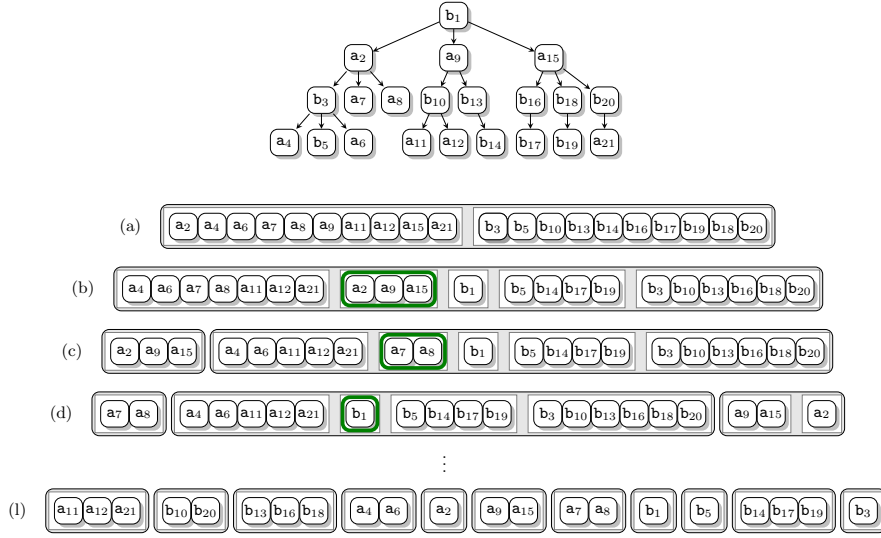 b1
a2 a9 a15
b3 a7 a8 b10 b13 b16 b18 b20
a4 b5 a6 a11 a12 b14 b17 b19 a21
(a) a2 a4 a6 a7 a8 a9 a11 a12 a15 a21 b3 b5 b10 b13 b14 b16 b17 b19 b18 b20
(b) a4 a6 a7 a8 a11 a12 a21 a2 a9 a15 b1 b5 b14 b17 b19 b3 b10 b13 b16 b18 b20
(c) a2 a9 a15 a4 a6 a11 a12 a21 a7 a8 b1 b5 b14 b17 b19 b3 b10 b13 b16 b18 b20
(d) a7 a8 a4 a6 a11 a12 a21 b1 b5 b14 b17 b19 b3 b10 b13 b16 b18 b20 a9 a15 a2
⋮
(l) a11 a12 a21 b10 b20 b13 b16 b18 a4 a6 a2 a9 a15 a7 a8 b1 b5 b14 b17 b19 b3